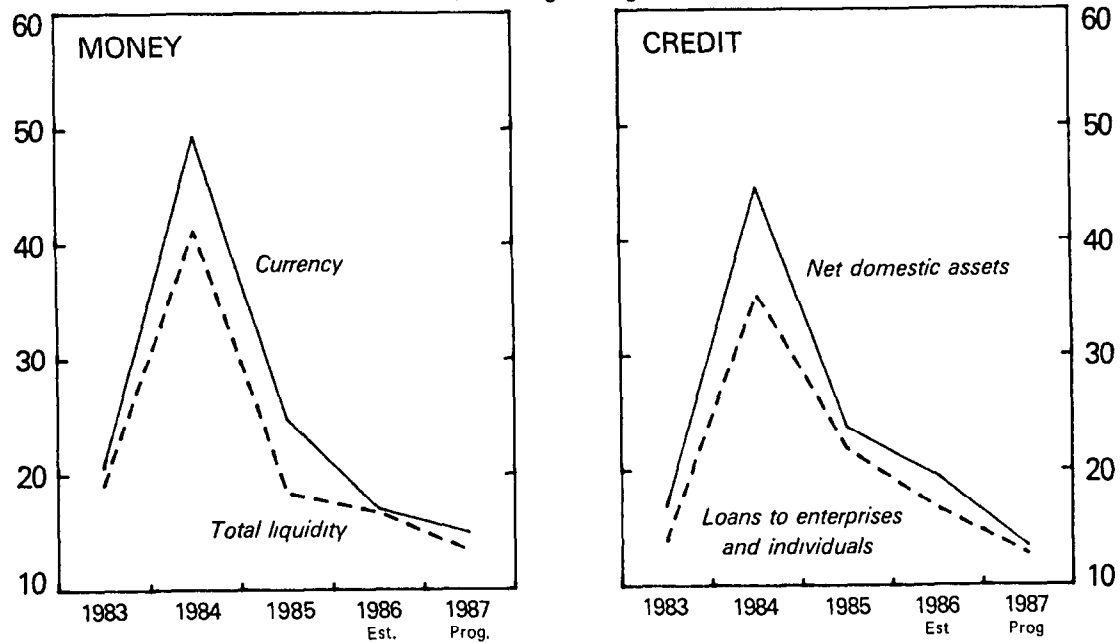 MONEY
60
50
40
30
20
10
Currency
Total liquidity
1983
1984
1985
1986
Est.
1987
Prog.
CREDIT
60
50
40
30
20
10
Net domestic assets
Loans to enterprises
and individuals
1983
1984
1985
1986
Est
1987
Prog